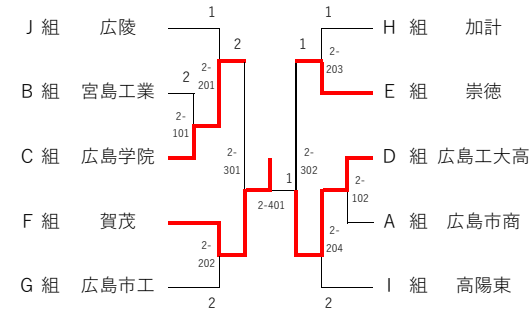 J 組 広陵
1
B 組 宮島工業
2
C 組 広島学院
2-
101
2-
201
2
F 組 賀茂
G 組 広島市工
2
2-
202
2-
301
2-401
1
H 組 加計
1
E 組 崇徳
2-
203
1
D 組 広島工大高
2-
102
A 組 広島市商
2-
302
2-
204
I 組 高陽東
2